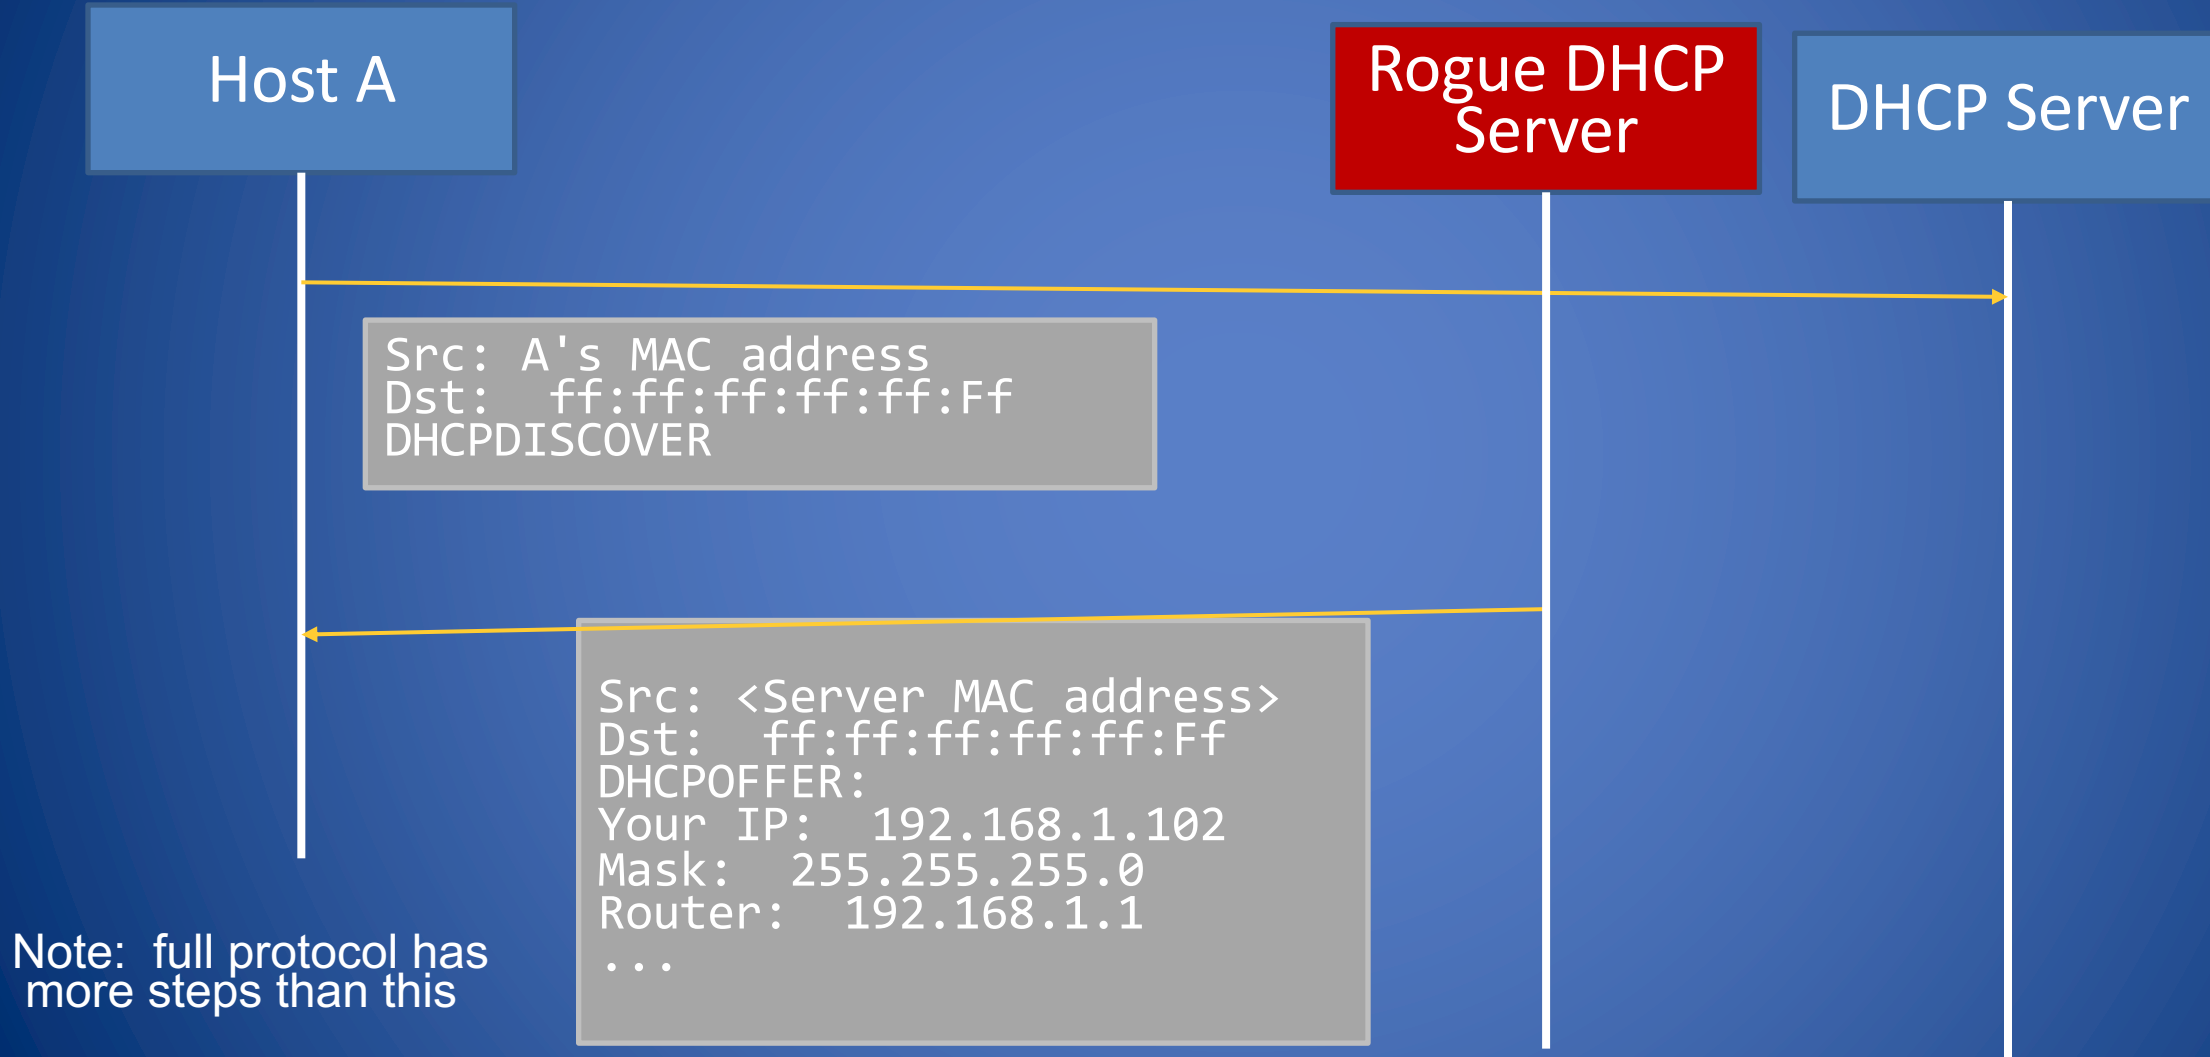 Host A
Rogue DHCP
Server
DHCP Server
Src: A's MAC address
Dst:  ff:ff:ff:ff:ff:Ff
DHCPDISCOVER
Src: <Server MAC address>
Dst:  ff:ff:ff:ff:ff:Ff
DHCPOFFER:
Your IP:  192.168.1.102
Mask:  255.255.255.0
Router:  192.168.1.1
...
Note:  full protocol has
more steps than this